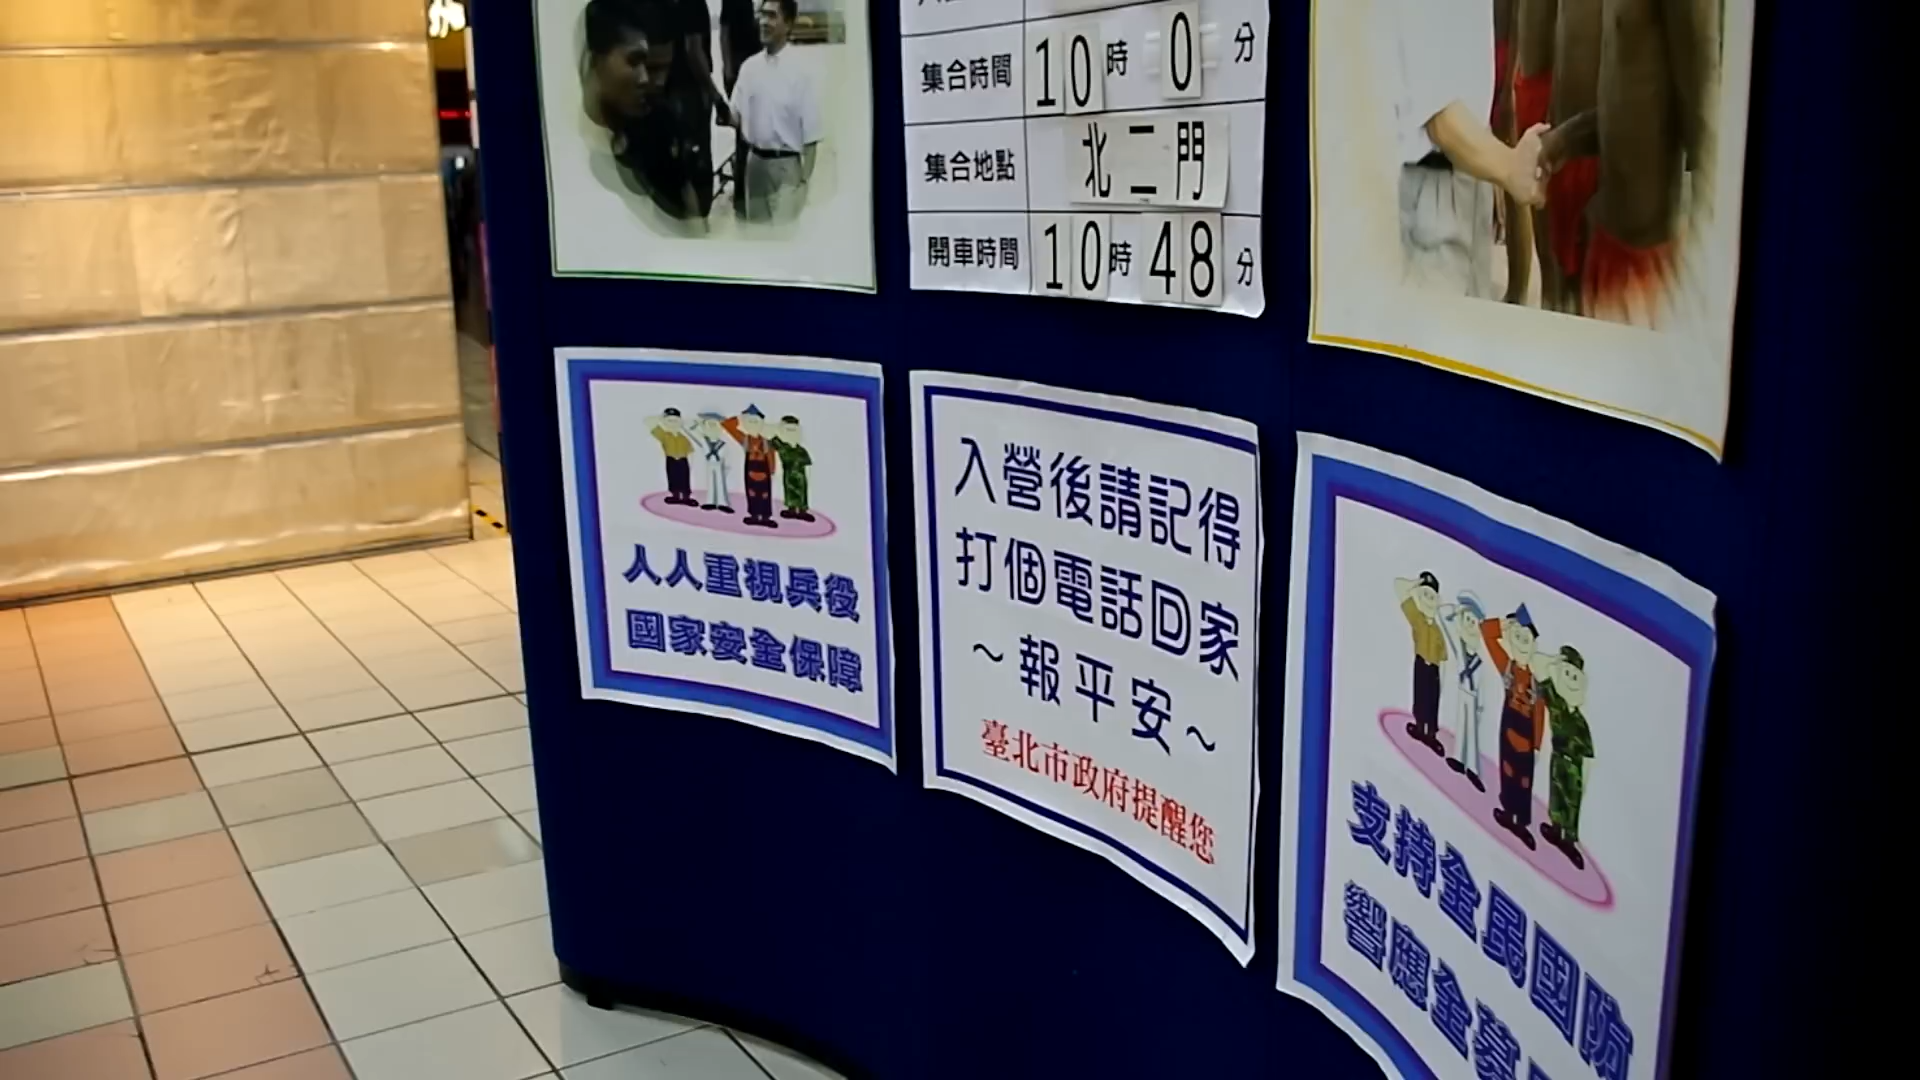 集合時間 10時 0分
集合地點 北二門
開車時間 10時48分
人人重視兵役
國家安全保障
入營後請記得
打個電話回家
~報平安~
臺北市政府提醒您
支持全民國防
響應全募